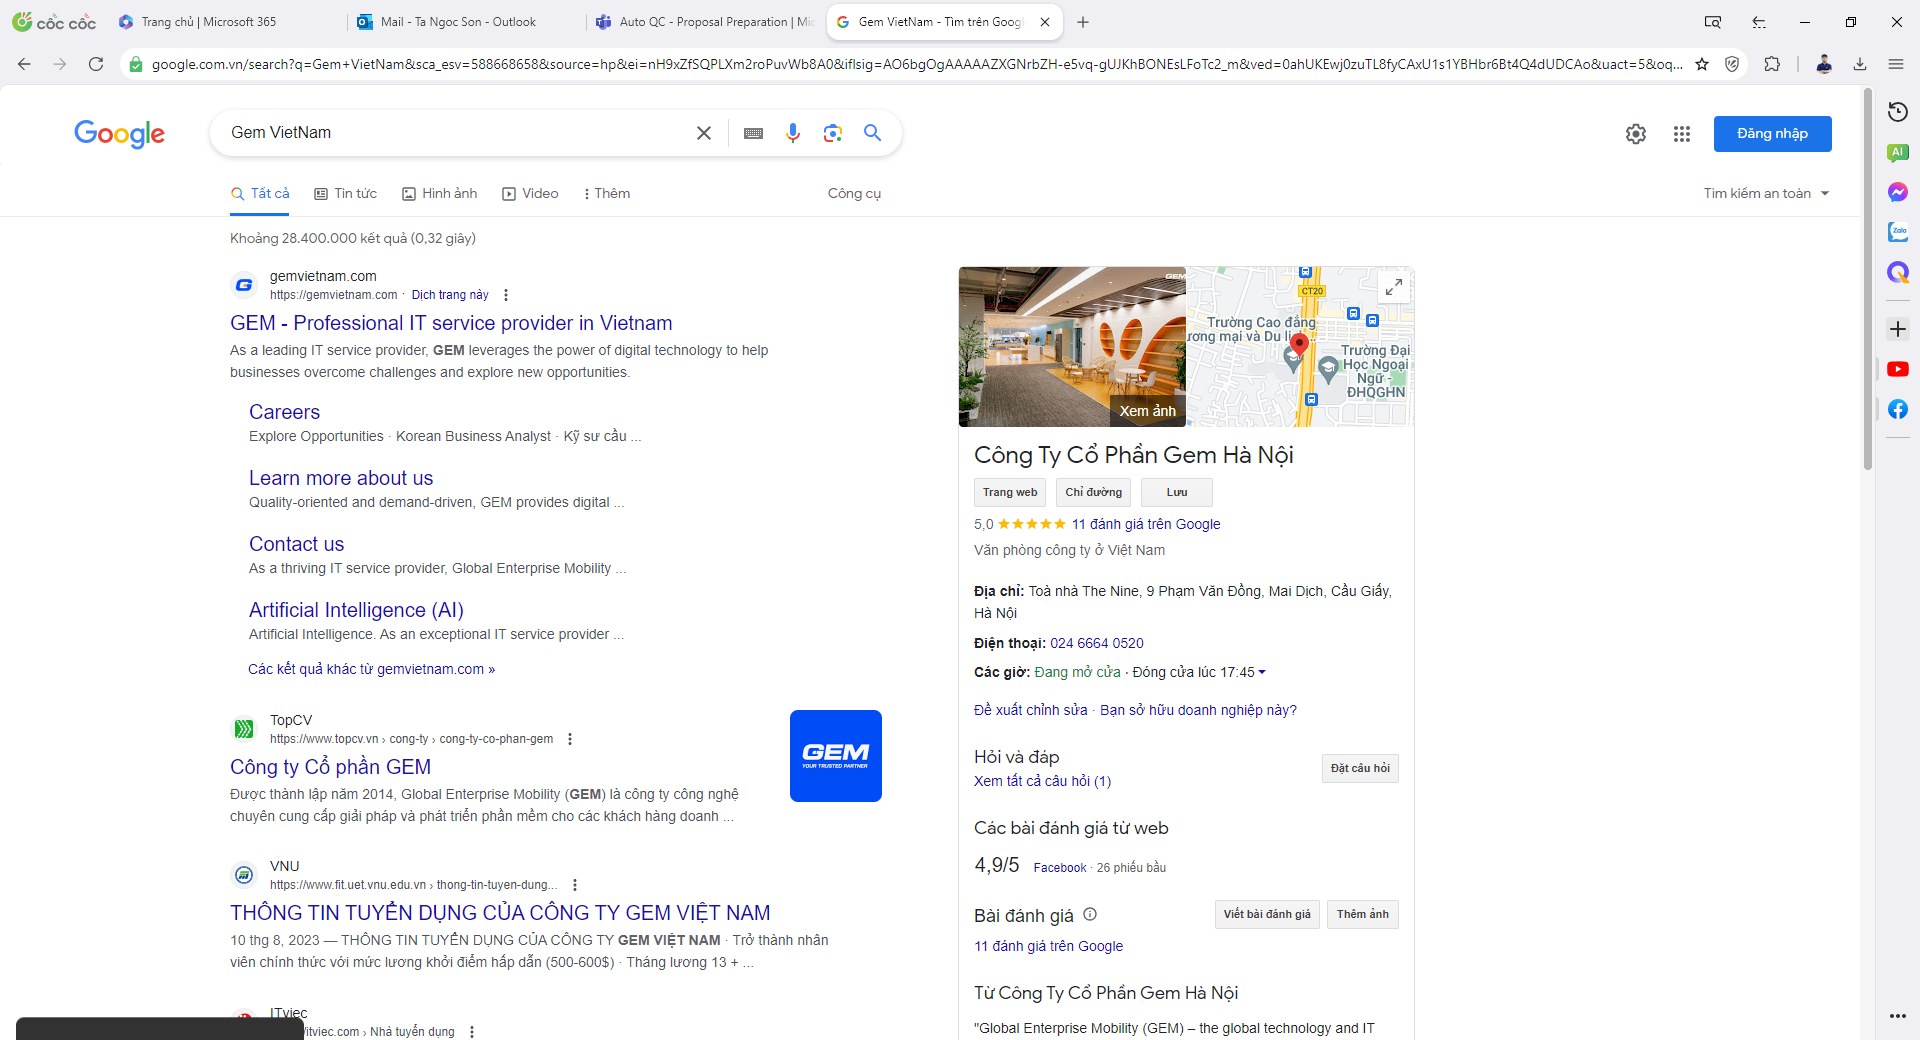 cốc cốc
Trang chủ | Microsoft 365
Mail - Ta Ngoc Son - Outlook
Auto QC - Proposal Preparation | Mic
Gem VietNam - Tìm trên Googl
google.com.vn/search?q=Gem+VietNam&sca_esv=588668658&source=hp&ei=nH9xZfSQPLXm2roPuvWb8A0&iflsig=AO6bgOgAAAAAZXGNrbZH-e5vq-gUJKhBONEsLFoTc2_m&ved=0ahUKEwj0zuTL8fyCAxU1s1YBHbr6Bt4Q4dUDCAo&uact=5&oq...
Google
Gem VietNam
Đăng nhập
Tất cả
Tin tức
Hình ảnh
Video
Thêm
Công cụ
Tìm kiếm an toàn
Khoảng 28.400.000 kết quả (0,32 giây)
gemvietnam.com
https://gemvietnam.com · Dịch trang này
GEM - Professional IT service provider in Vietnam
As a leading IT service provider, GEM leverages the power of digital technology to help
businesses overcome challenges and explore new opportunities.
Careers
Explore Opportunities · Korean Business Analyst · Kỹ sư cầu ...
Learn more about us
Quality-oriented and demand-driven, GEM provides digital ...
Contact us
As a thriving IT service provider, Global Enterprise Mobility ...
Artificial Intelligence (AI)
Artificial Intelligence. As an exceptional IT service provider ...
Các kết quả khác từ gemvietnam.com »
TopCV
https://www.topcv.vn › cong-ty › cong-ty-co-phan-gem
Công ty Cổ phần GEM
Được thành lập năm 2014, Global Enterprise Mobility (GEM) là công ty công nghệ
chuyên cung cấp giải pháp và phát triển phần mềm cho các khách hàng doanh ...
GEM
YOUR TRUSTED PARTNER
VNU
https://www.fit.uet.vnu.edu.vn › thong-tin-tuyen-dung...
THÔNG TIN TUYỂN DỤNG CỦA CÔNG TY GEM VIỆT NAM
10 thg 8, 2023 — THÔNG TIN TUYỂN DỤNG CỦA CÔNG TY GEM VIỆT NAM · Trở thành nhân
viên chính thức với mức lương khởi điểm hấp dẫn (500-600$) · Tháng lương 13 + ...
ITviec
itviec.com › Nhà tuyển dụng
GEM
Xem ảnh
CT20
Trường Cao đẳng
ương mại và Du lị...
Trường Đại
Học Ngoại
Ngữ -
ĐHQGHN
Công Ty Cổ Phần Gem Hà Nội
Trang web
Chỉ đường
Lưu
5,0 ★★★★★ 11 đánh giá trên Google
Văn phòng công ty ở Việt Nam
Địa chỉ: Toà nhà The Nine, 9 Phạm Văn Đồng, Mai Dịch, Cầu Giấy,
Hà Nội
Điện thoại: 024 6664 0520
Các giờ: Đang mở cửa · Đóng cửa lúc 17:45
Đề xuất chỉnh sửa · Bạn sở hữu doanh nghiệp này?
Hỏi và đáp
Xem tất cả câu hỏi (1)
Đặt câu hỏi
Các bài đánh giá từ web
4,9/5 Facebook · 26 phiếu bầu
Bài đánh giá
Viết bài đánh giá
Thêm ảnh
11 đánh giá trên Google
Từ Công Ty Cổ Phần Gem Hà Nội
"Global Enterprise Mobility (GEM) – the global technology and IT
AI
Zalo